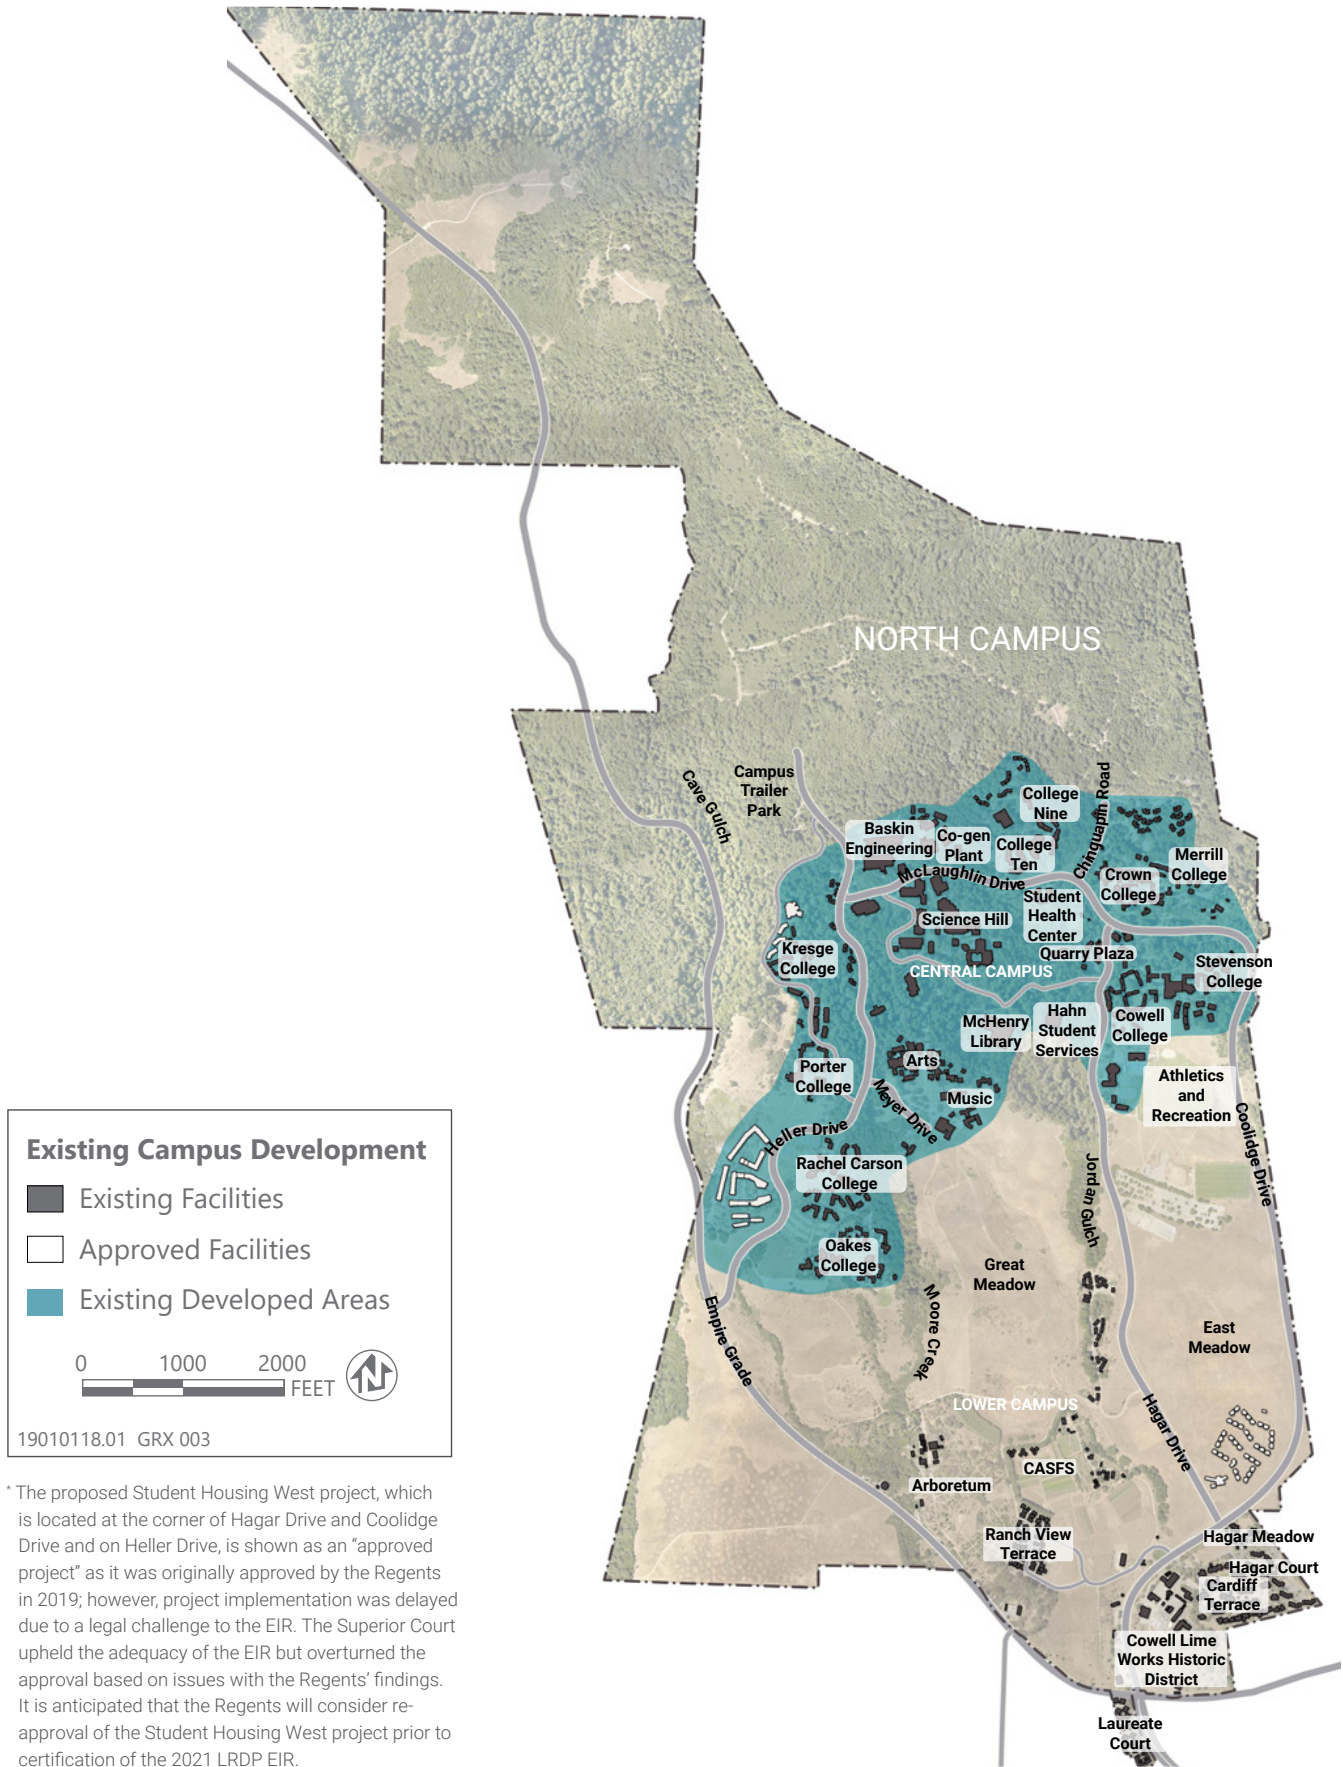 NORTH CAMPUS
Cave Gulch
Campus
Trailer
Park
College
Nine
Chinquapin Road
Baskin
Engineering
Co-gen
Plant
College
Ten
McLaughlin Drive
Merrill
College
Crown
College
Science Hill
Student
Health
Center
Kresge
College
Quarry Plaza
CENTRAL CAMPUS
Stevenson
College
McHenry
Library
Hahn
Student
Services
Cowell
College
Arts
Porter
College
Meyer Drive
Music
Athletics
and
Recreation
Coolidge Drive
Heller Drive
Rachel Carson
College
Jordan Gulch
Oakes
College
Great
Meadow
Moore Creek
Empire Grade
East
Meadow
LOWER CAMPUS
Hagar Drive
CASFS
Arboretum
Ranch View
Terrace
Hagar Meadow
Hagar Court
Cardiff
Terrace
Cowell Lime
Works Historic
District
Laureate
Court
Existing Campus Development
Existing Facilities
Approved Facilities
Existing Developed Areas
0 1000 2000
FEET
N
19010118.01 GRX 003
* The proposed Student Housing West project, which
is located at the corner of Hagar Drive and Coolidge
Drive and on Heller Drive, is shown as an “approved
project” as it was originally approved by the Regents
in 2019; however, project implementation was delayed
due to a legal challenge to the EIR. The Superior Court
upheld the adequacy of the EIR but overturned the
approval based on issues with the Regents’ findings.
It is anticipated that the Regents will consider re-
approval of the Student Housing West project prior to
certification of the 2021 LRDP EIR.